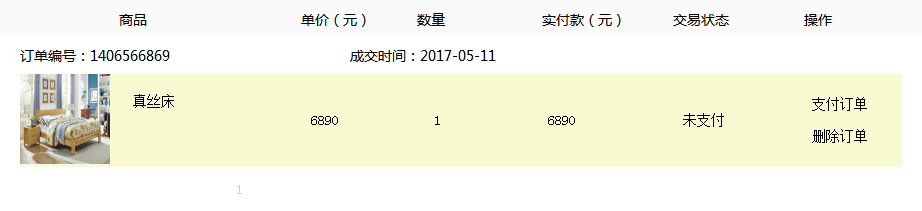 商品 单价（元） 数量 实付款（元） 交易状态 操作
订单编号：1406566869 成交时间：2017-05-11
真丝床
6890 1 6890 未支付
支付订单
删除订单
1